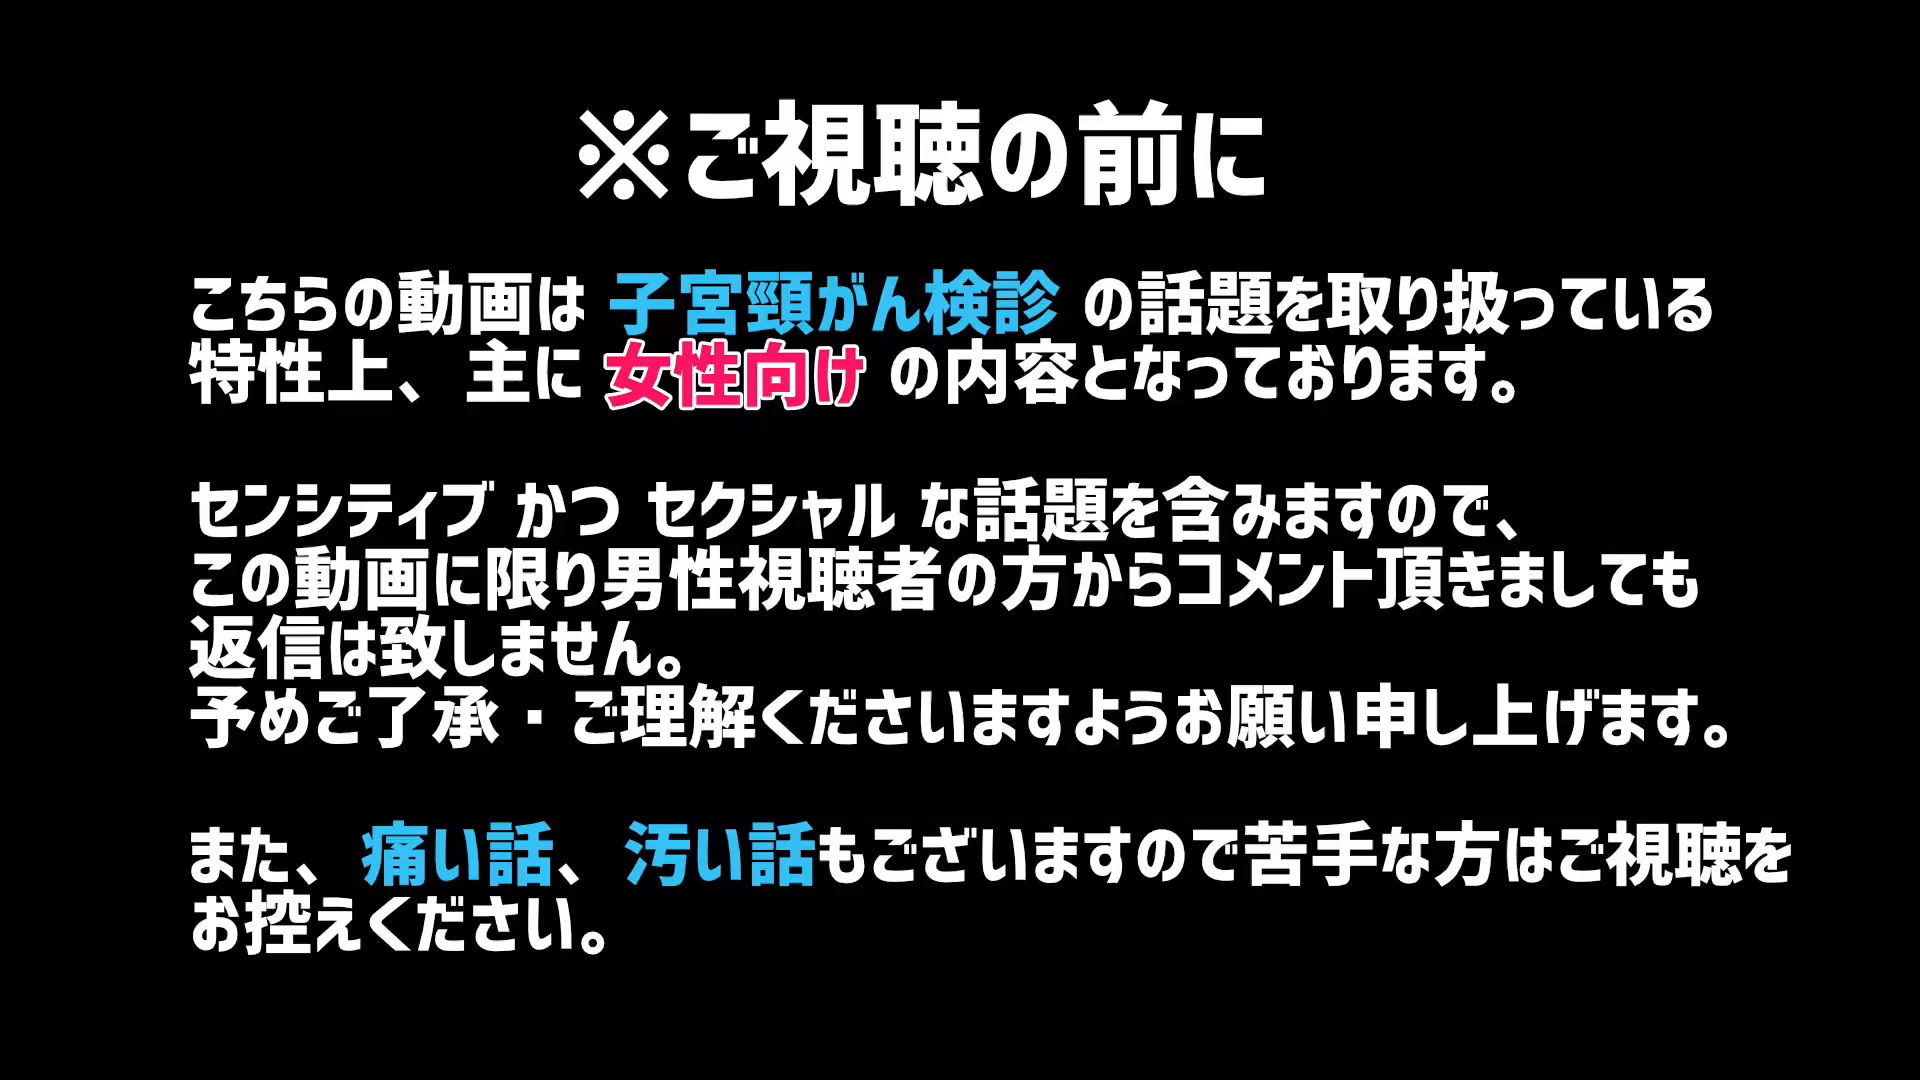 ※ご視聴の前に
こちらの動画は 子宮頸がん検診 の話題を取り扱っている
特性上、主に 女性向け の内容となっております。
センシティブ かつ セクシャル な話題を含みますので、
この動画に限り男性視聴者の方からコメント頂きましても
返信は致しません。
予めご了承・ご理解くださいますようお願い申し上げます。
また、痛い話、汚い話もございますので苦手な方はご視聴を
お控えください。